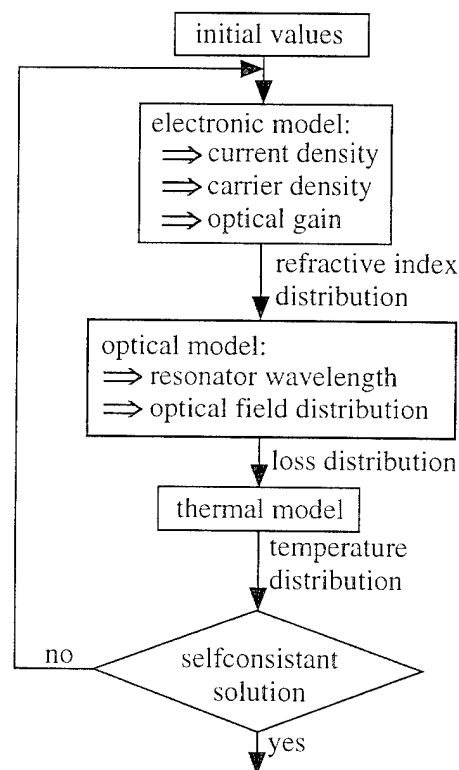 initial values
electronic model:
⇒ current density
⇒ carrier density
⇒ optical gain
refractive index
distribution
optical model:
⇒ resonator wavelength
⇒ optical field distribution
loss distribution
thermal model
temperature
distribution
no
selfconsistant
solution
yes